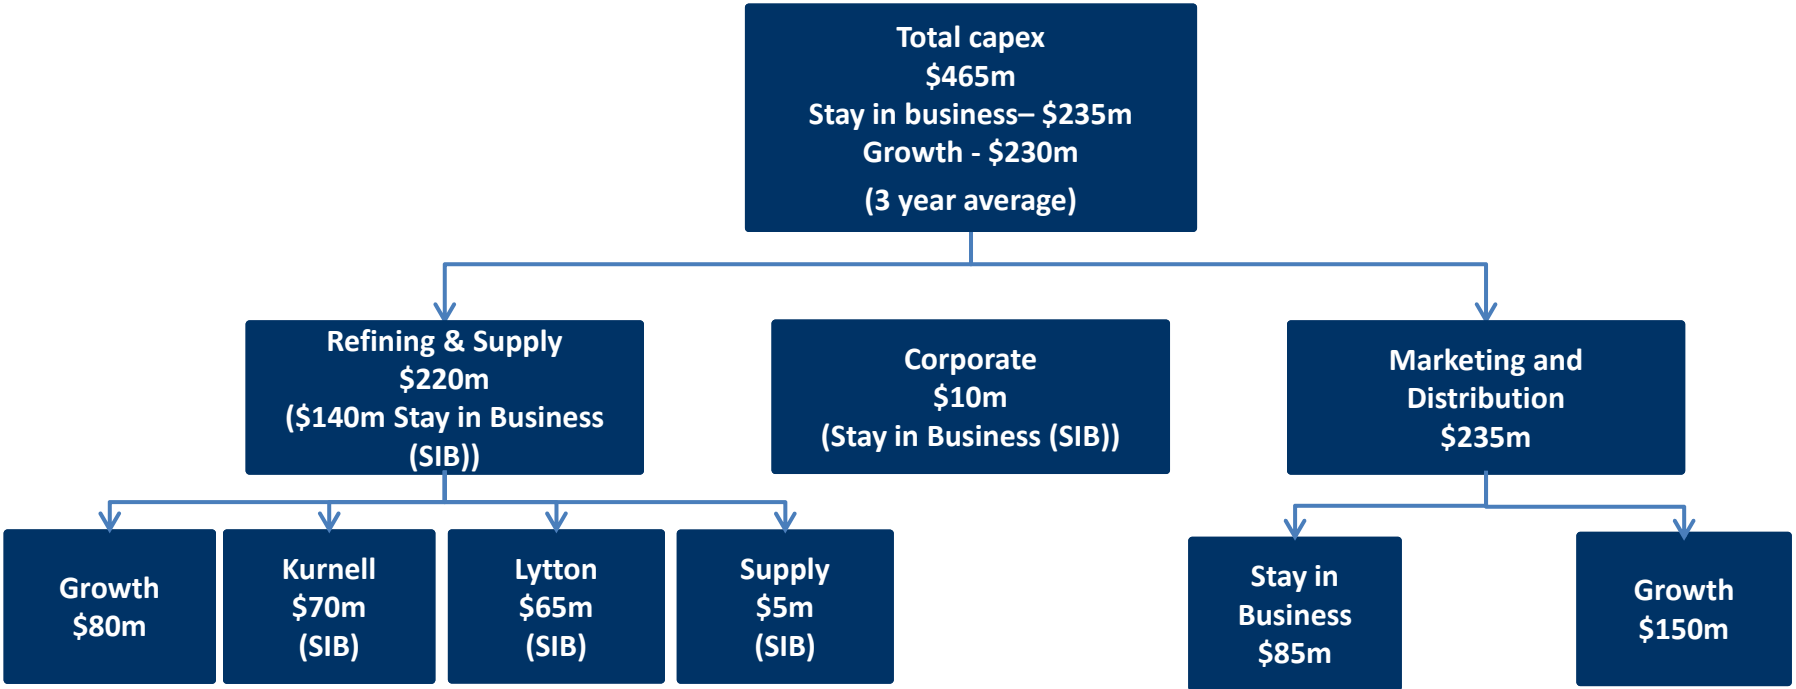 Total capex
$465m
Stay in business– $235m
Growth - $230m
(3 year average)
Refining & Supply
$220m
($140m Stay in Business
(SIB))
Corporate
$10m
(Stay in Business (SIB))
Marketing and
Distribution
$235m
Growth
$80m
Kurnell
$70m
(SIB)
Lytton
$65m
(SIB)
Supply
$5m
(SIB)
Stay in
Business
$85m
Growth
$150m